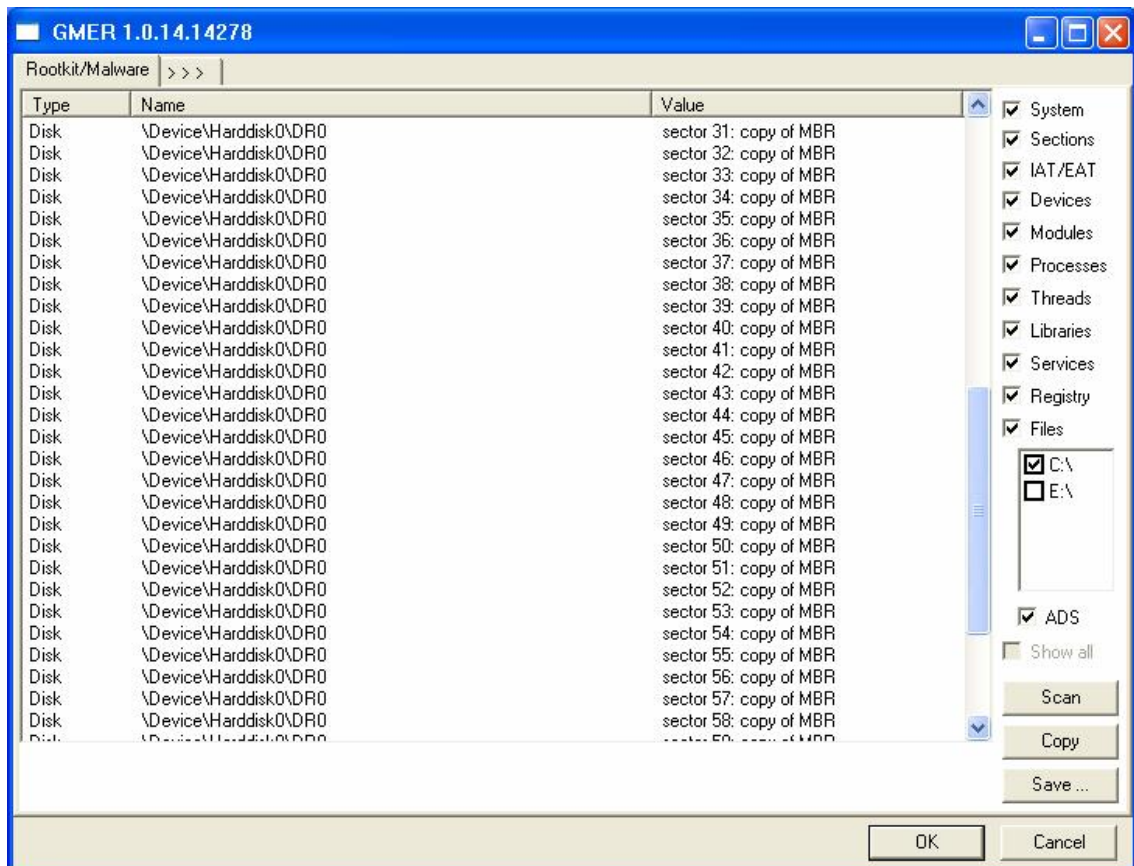 GMER 1.0.14.14278
Rootkit/Malware > > >
Type Name Value
Disk \Device\Harddisk0\DR0 sector 31: copy of MBR
Disk \Device\Harddisk0\DR0 sector 32: copy of MBR
Disk \Device\Harddisk0\DR0 sector 33: copy of MBR
Disk \Device\Harddisk0\DR0 sector 34: copy of MBR
Disk \Device\Harddisk0\DR0 sector 35: copy of MBR
Disk \Device\Harddisk0\DR0 sector 36: copy of MBR
Disk \Device\Harddisk0\DR0 sector 37: copy of MBR
Disk \Device\Harddisk0\DR0 sector 38: copy of MBR
Disk \Device\Harddisk0\DR0 sector 39: copy of MBR
Disk \Device\Harddisk0\DR0 sector 40: copy of MBR
Disk \Device\Harddisk0\DR0 sector 41: copy of MBR
Disk \Device\Harddisk0\DR0 sector 42: copy of MBR
Disk \Device\Harddisk0\DR0 sector 43: copy of MBR
Disk \Device\Harddisk0\DR0 sector 44: copy of MBR
Disk \Device\Harddisk0\DR0 sector 45: copy of MBR
Disk \Device\Harddisk0\DR0 sector 46: copy of MBR
Disk \Device\Harddisk0\DR0 sector 47: copy of MBR
Disk \Device\Harddisk0\DR0 sector 48: copy of MBR
Disk \Device\Harddisk0\DR0 sector 49: copy of MBR
Disk \Device\Harddisk0\DR0 sector 50: copy of MBR
Disk \Device\Harddisk0\DR0 sector 51: copy of MBR
Disk \Device\Harddisk0\DR0 sector 52: copy of MBR
Disk \Device\Harddisk0\DR0 sector 53: copy of MBR
Disk \Device\Harddisk0\DR0 sector 54: copy of MBR
Disk \Device\Harddisk0\DR0 sector 55: copy of MBR
Disk \Device\Harddisk0\DR0 sector 56: copy of MBR
Disk \Device\Harddisk0\DR0 sector 57: copy of MBR
Disk \Device\Harddisk0\DR0 sector 58: copy of MBR
System
Sections
IAT/EAT
Devices
Modules
Processes
Threads
Libraries
Services
Registry
Files
C:\
E:\
ADS
Show all
Scan
Copy
Save ...
OK Cancel